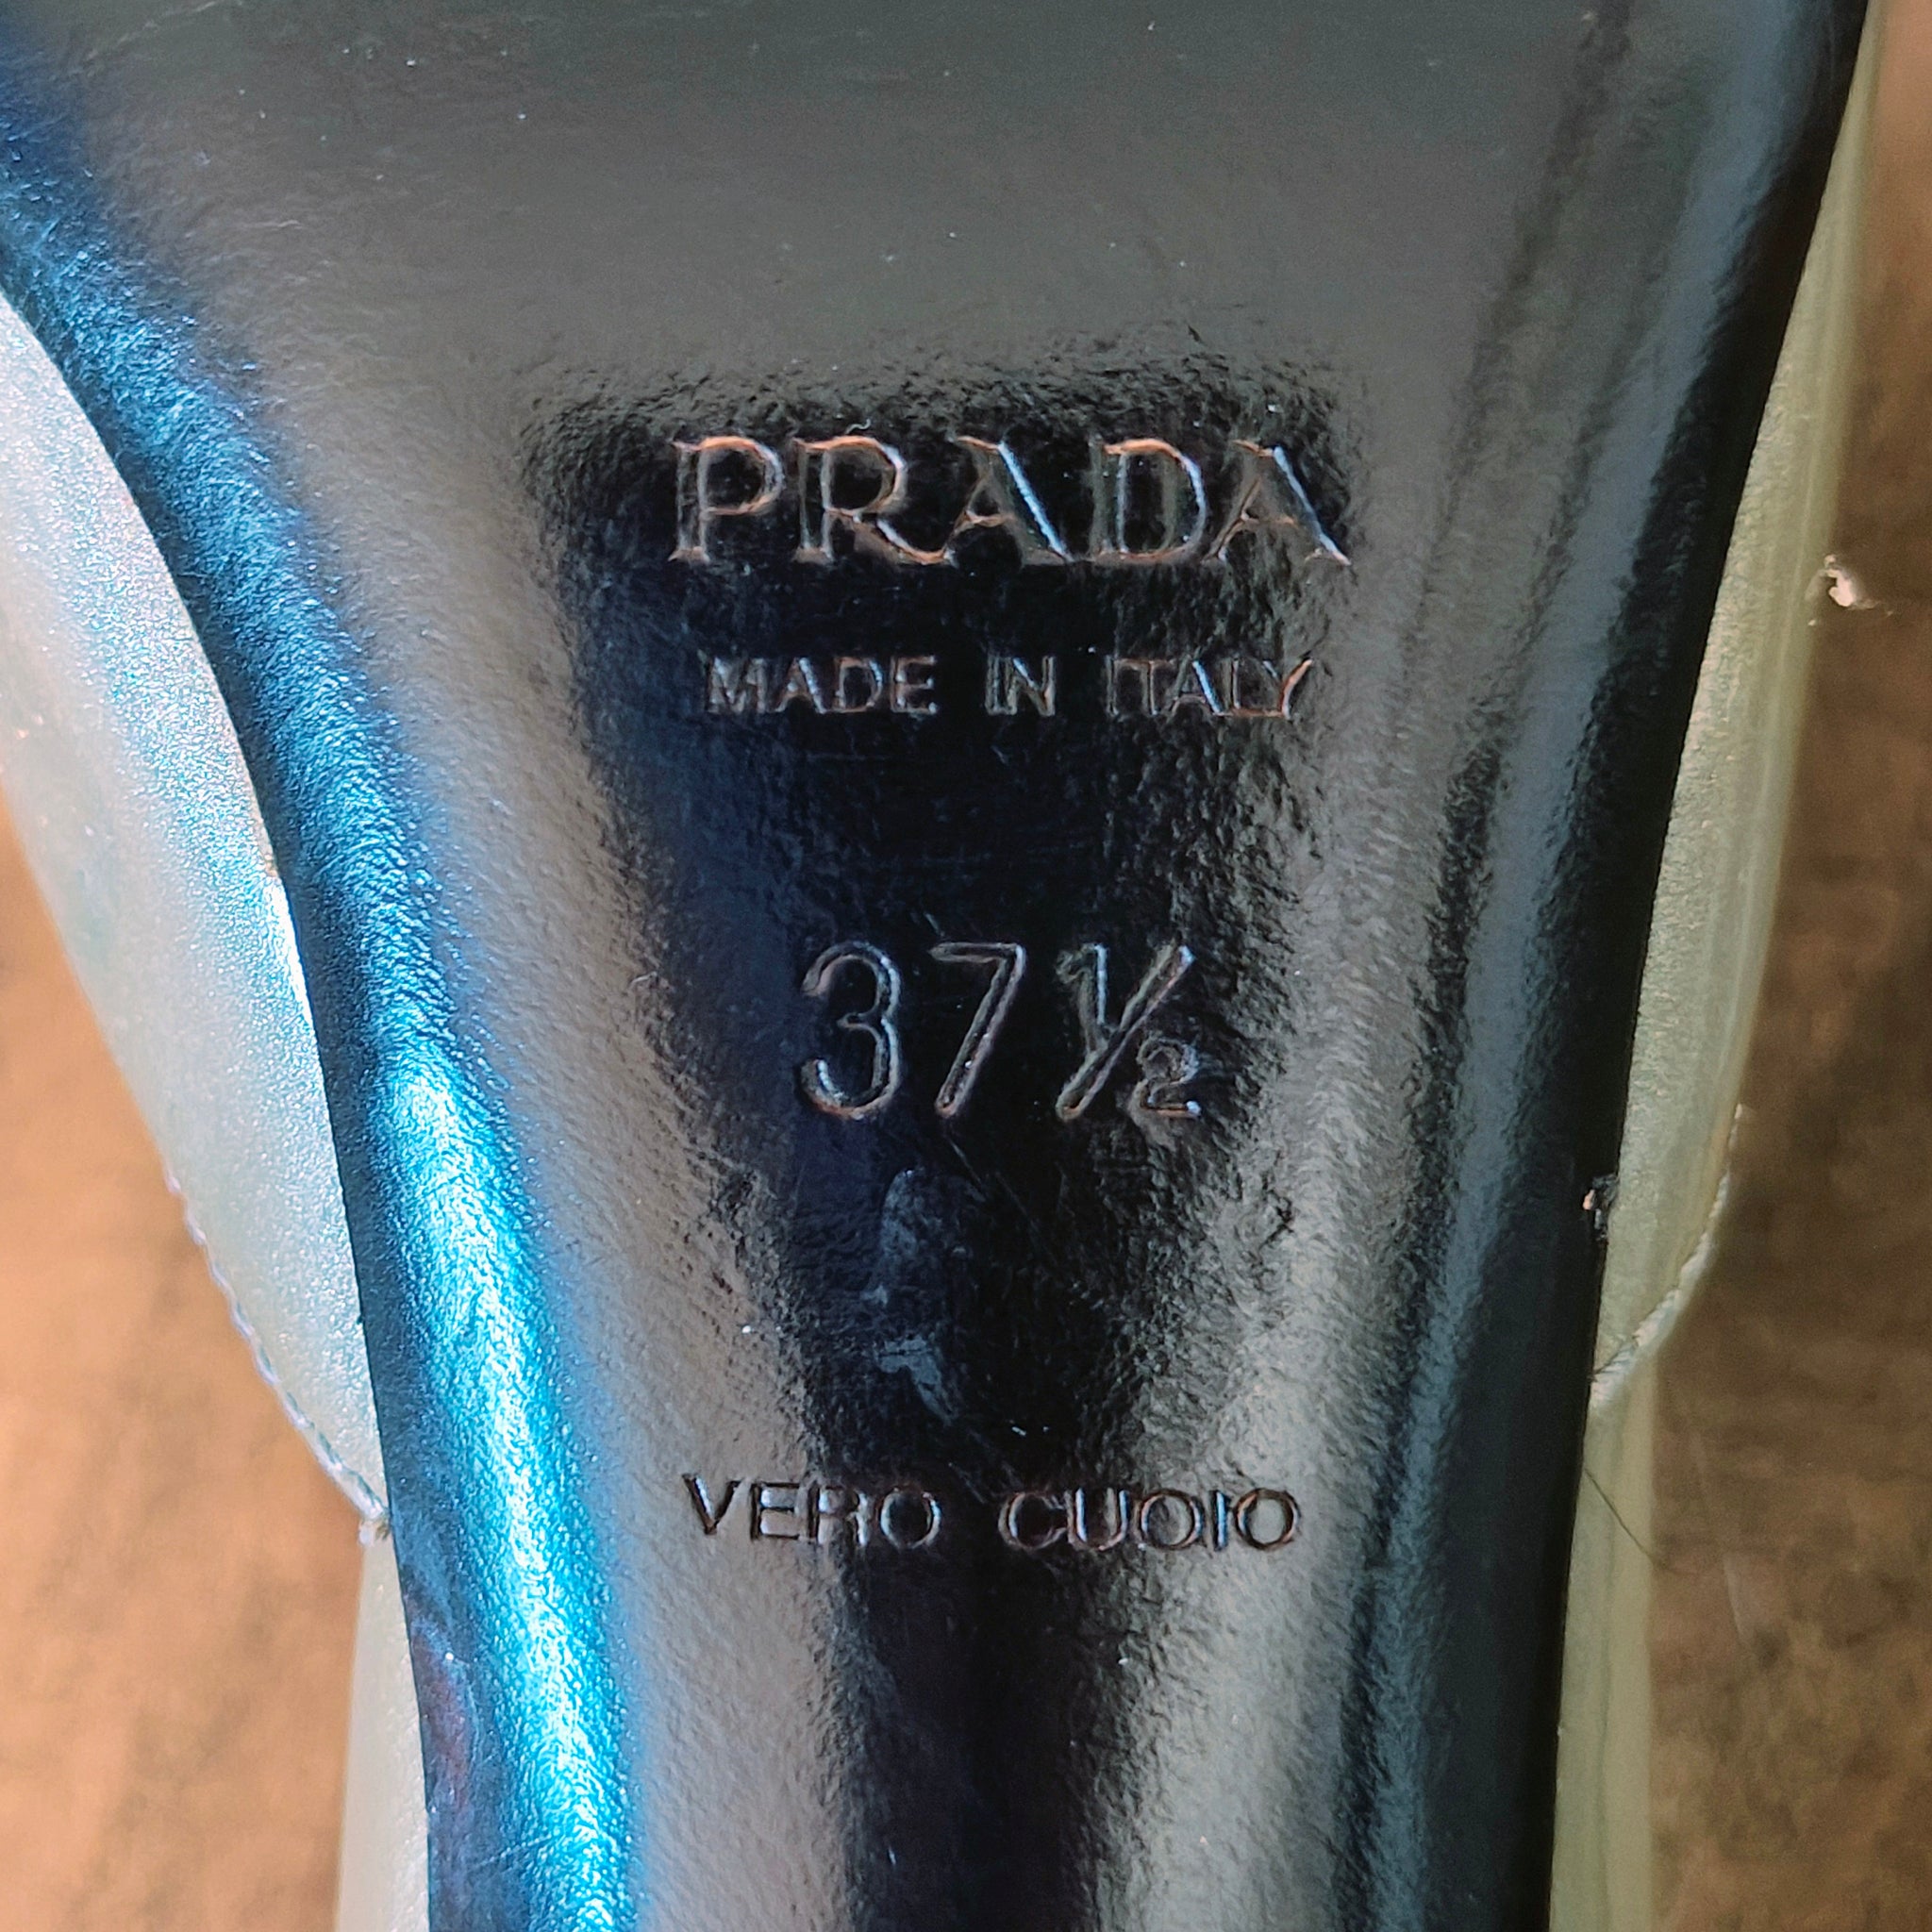 PRADA
MADE IN ITALY
37½
VERO CUOIO